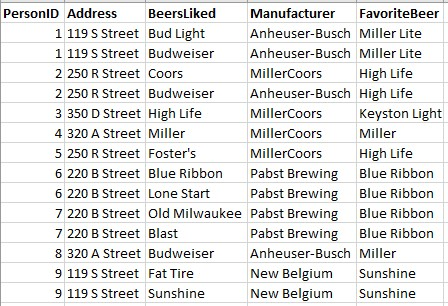 PersonID Address BeersLiked Manufacturer FavoriteBeer
1 119 S Street Bud Light Anheuser-Busch Miller Lite
1 119 S Street Budweiser Anheuser-Busch Miller Lite
2 250 R Street Coors MillerCoors High Life
2 250 R Street Budweiser Anheuser-Busch High Life
3 350 D Street High Life MillerCoors Keyston Light
4 320 A Street Miller MillerCoors Miller
5 250 R Street Foster's MillerCoors High Life
6 220 B Street Blue Ribbon Pabst Brewing Blue Ribbon
6 220 B Street Lone Start Pabst Brewing Blue Ribbon
7 220 B Street Old Milwaukee Pabst Brewing Blue Ribbon
7 220 B Street Blast Pabst Brewing Blue Ribbon
8 320 A Street Budweiser Anheuser-Busch Miller
9 119 S Street Fat Tire New Belgium Sunshine
9 119 S Street Sunshine New Belgium Sunshine